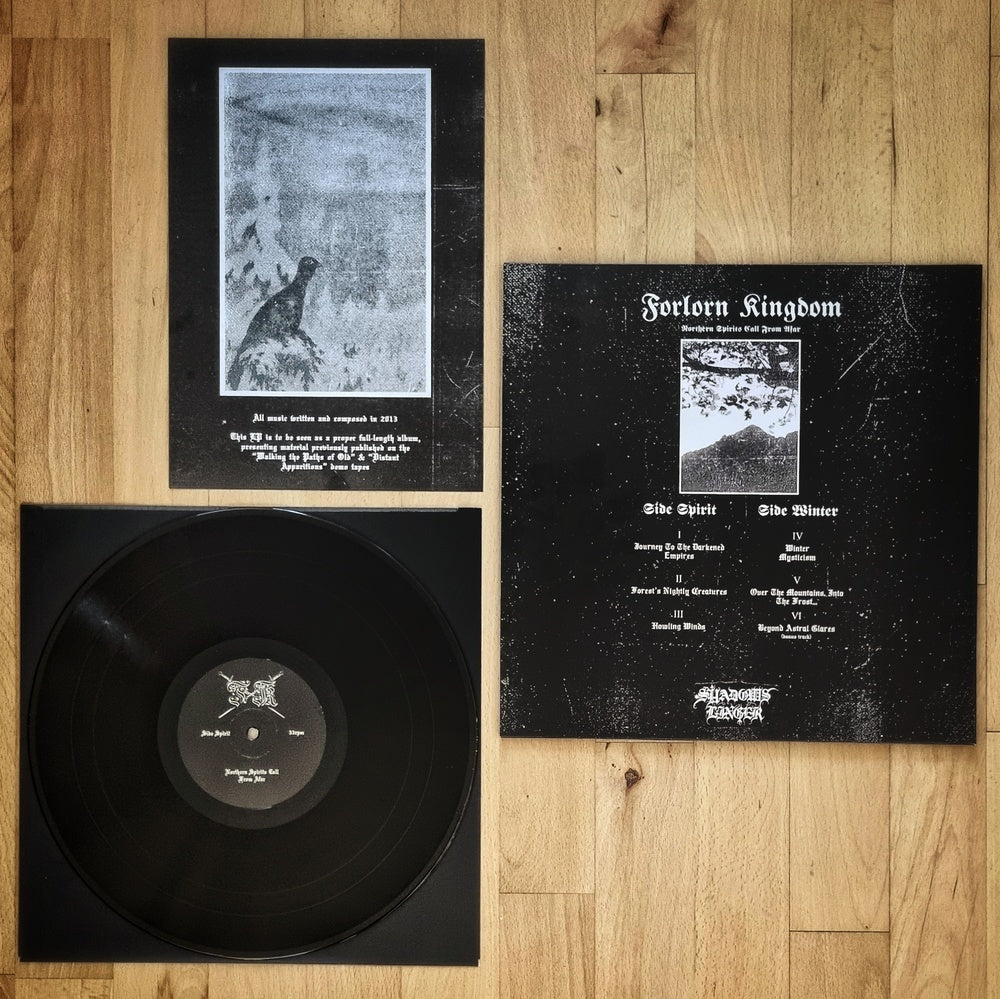 All music written and composed in 2013
This LP is to be seen as a proper full-length album,
presenting material previously published on the
"Walking the Paths of Old" & "Distant
Apparitions" demo tapes
Forlorn Kingdom
Northern Spirits Call From Afar
Side Spirit
I
Journey To The Darkened
Empires
II
Forest's Nightly Creatures
III
Howling Winds
Side Winter
IV
Winter
Mysticism
V
Over The Mountains, Into
The Frost...
VI
Beyond Astral Glares
(bonus track)
SHADOWS
LINGER
F K
Side Spirit
33rpm
Northern Spirits Call
From Afar